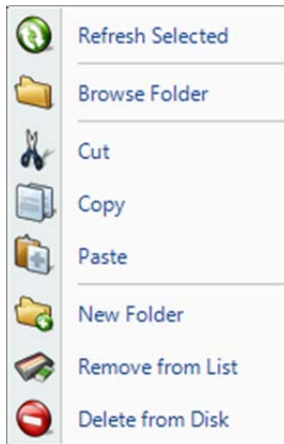 Refresh Selected
Browse Folder
Cut
Copy
Paste
New Folder
Remove from List
Delete from Disk